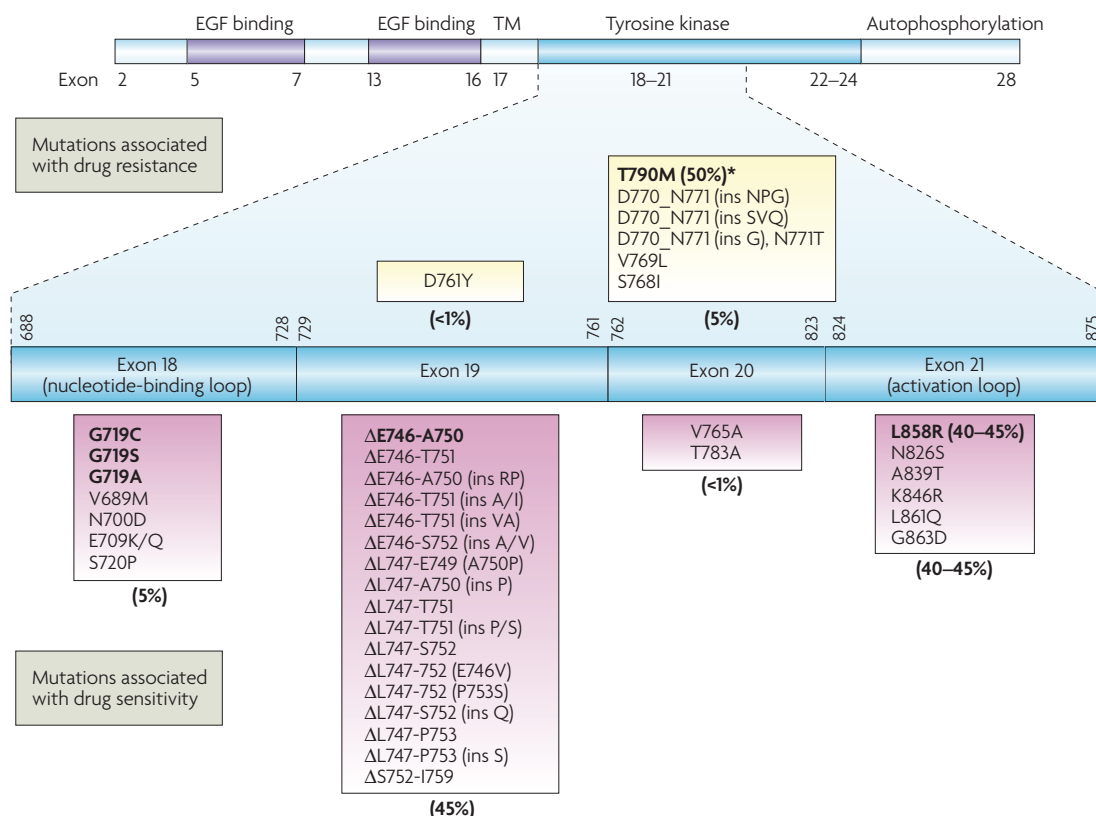 EGF binding EGF binding TM Tyrosine kinase Autophosphorylation
Exon 2 5 7 13 16 17 18–21 22–24 28
Mutations associated
with drug resistance
T790M (50%)*
D770_N771 (ins NPG)
D770_N771 (ins SVQ)
D770_N771 (ins G), N771T
V769L
S768I
(5%)
D761Y
(<1%)
688 728 729 761 762 823 824 875
Exon 18
(nucleotide-binding loop)
Exon 19
Exon 20
Exon 21
(activation loop)
G719C
G719S
G719A
V689M
N700D
E709K/Q
S720P
(5%)
ΔE746-A750
ΔE746-T751
ΔE746-A750 (ins RP)
ΔE746-T751 (ins A/I)
ΔE746-T751 (ins VA)
ΔE746-S752 (ins A/V)
ΔL747-E749 (A750P)
ΔL747-A750 (ins P)
ΔL747-T751
ΔL747-T751 (ins P/S)
ΔL747-S752
ΔL747-752 (E746V)
ΔL747-752 (P753S)
ΔL747-S752 (ins Q)
ΔL747-P753
ΔL747-P753 (ins S)
ΔS752-I759
(45%)
V765A
T783A
(<1%)
L858R (40–45%)
N826S
A839T
K846R
L861Q
G863D
(40–45%)
Mutations associated
with drug sensitivity